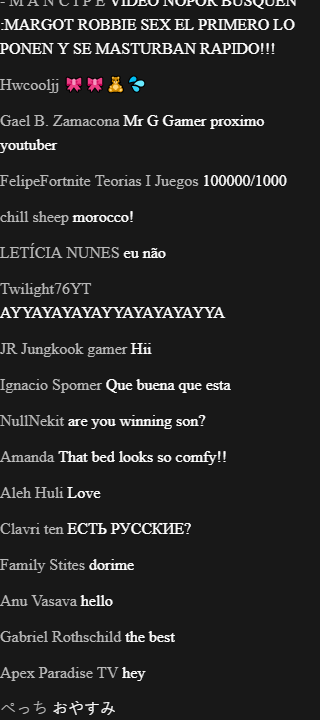 - M A N C I P E VIDEO NOPOR BUSQUEN
:MARGOT ROBBIE SEX EL PRIMERO LO
PONEN Y SE MASTURBAN RAPIDO!!!
Hwcooljj 🎀🎀🧸💦
Gael B. Zamacona Mr G Gamer proximo
youtuber
FelipeFortnite Teorias I Juegos 100000/1000
chill sheep morocco!
LETÍCIA NUNES eu não
Twilight76YT
AYYAYAYAYAYYAYAYAYAYYA
JR Jungkook gamer Hii
Ignacio Spomer Que buena que esta
NullNekit are you winning son?
Amanda That bed looks so comfy!!
Aleh Huli Love
Clavri ten ЕСТЬ РУССКИЕ?
Family Stites dorime
Anu Vasava hello
Gabriel Rothschild the best
Apex Paradise TV hey
ぺっち おやすみ